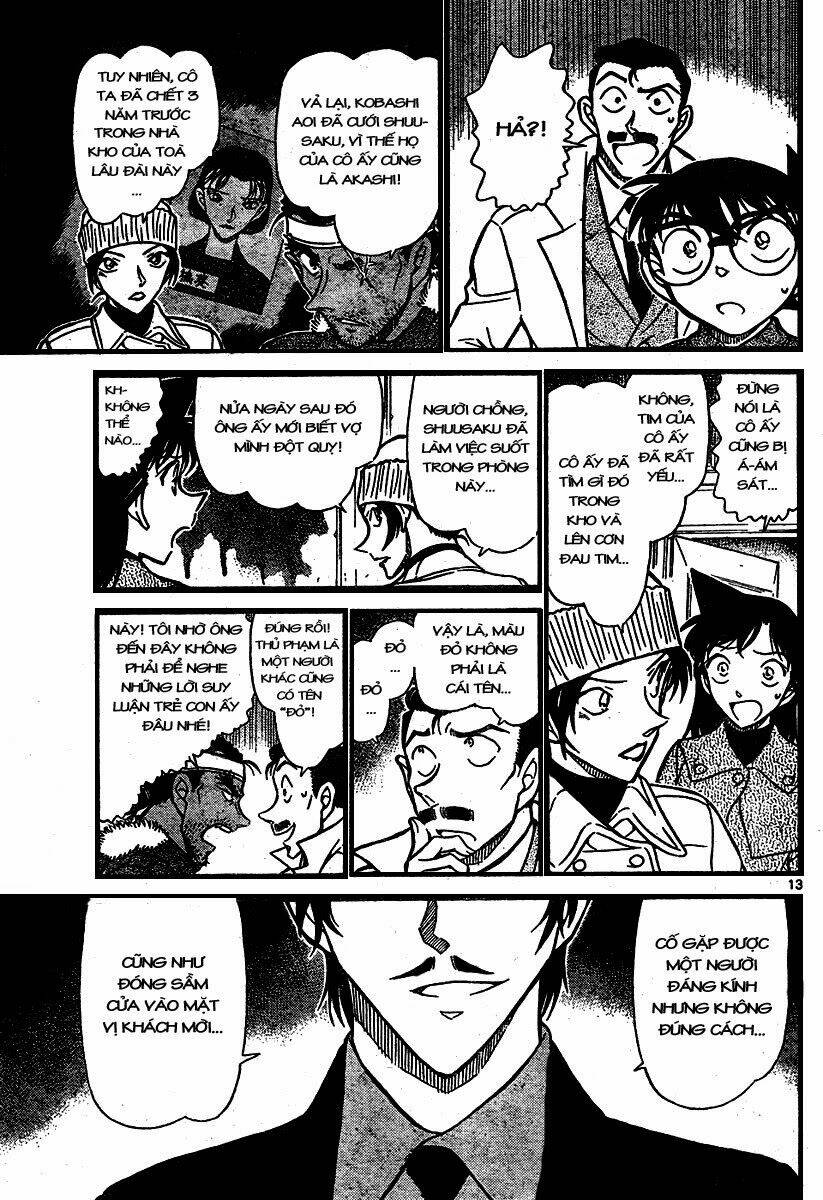 HẢ?!
VẢ LẠI, KOBASHI
AOI ĐÃ CƯỚI SHUU-
SAKU, VÌ THẾ HỌ
CỦA CÔ ẤY CŨNG
LÀ AKASHI!
TUY NHIÊN, CÔ
TA ĐÃ CHẾT 3
NĂM TRƯỚC
TRONG NHÀ
KHO CỦA TOÀ
LÂU ĐÀI NÀY
...
ĐỪNG
NÓI LÀ CÔ
ẤY CŨNG BỊ
Á-ÁM
SÁT...
KHÔNG,
TIM CỦA
CÔ ẤY
ĐÃ RẤT
YẾU...
CÔ ẤY ĐÃ
TÌM GÌ ĐÓ
TRONG
KHO VÀ
LÊN CƠN
ĐAU TIM...
NGƯỜI CHỒNG,
SHUUSAKU ĐÃ
LÀM VIỆC SUỐT
TRONG PHÒNG
NÀY...
NỬA NGÀY SAU ĐÓ
ÔNG ẤY MỚI BIẾT VỢ
MÌNH ĐỘT QUỴ!
KH-
KHÔNG
THỂ
NÀO...
VẬY LÀ, MÀU
ĐỎ KHÔNG
PHẢI LÀ
CÁI TÊN...
ĐỎ
...
ĐỎ
...
ĐÚNG RỒI!
THỦ PHẠM LÀ
MỘT NGƯỜI
KHÁC CŨNG
CÓ TÊN
"ĐỎ"!
NÀY! TÔI NHỜ ÔNG
ĐẾN ĐÂY KHÔNG
PHẢI ĐỂ NGHE
NHỮNG LỜI SUY
LUẬN TRẺ CON ẤY
ĐÂU NHÉ!
13
CỐ GẶP ĐƯỢC
MỘT NGƯỜI
ĐÁNG KÍNH
NHƯNG KHÔNG
ĐÚNG CÁCH...
CŨNG NHƯ
ĐÓNG SẦM
CỬA VÀO MẶT
VỊ KHÁCH MỜI...